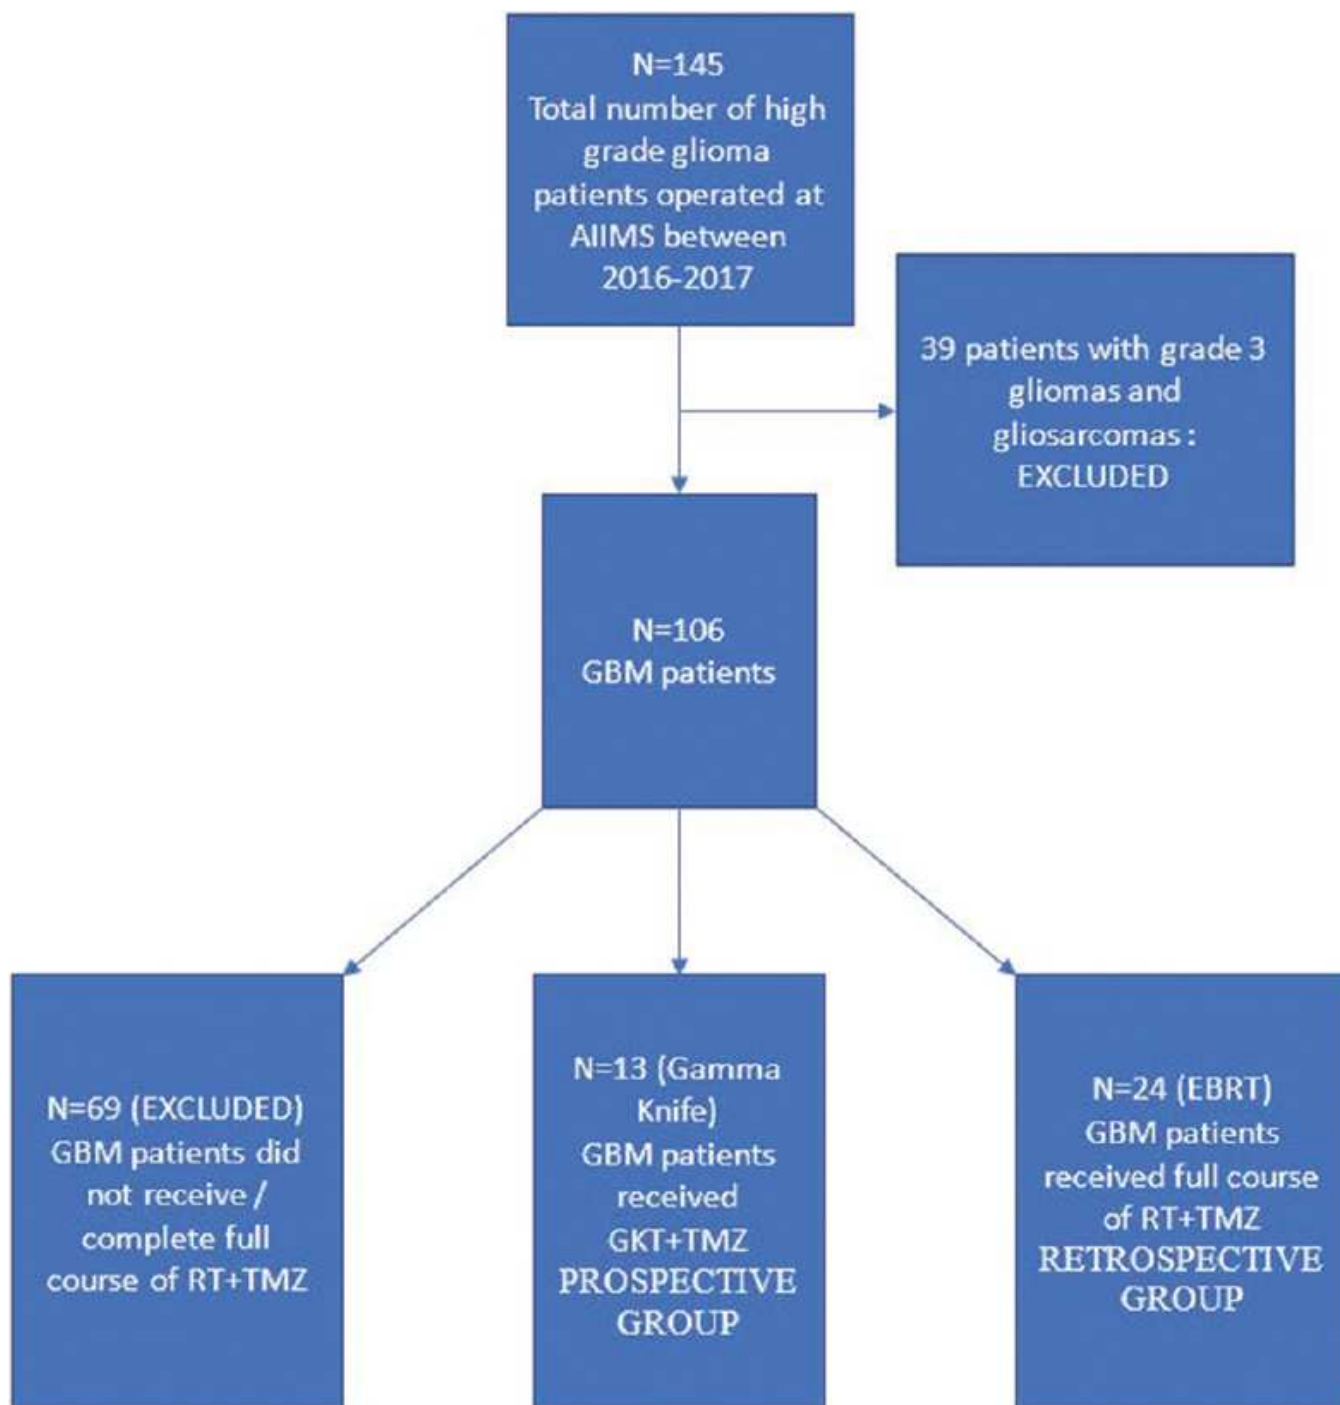 N=145
Total number of high
grade glioma
patients operated at
AIIMS between
2016-2017
39 patients with grade 3
gliomas and
gliosarcomas :
EXCLUDED
N=106
GBM patients
N=69 (EXCLUDED)
GBM patients did
not receive /
complete full
course of RT+TMZ
N=13 (Gamma
Knife)
GBM patients
received
GKT+TMZ
PROSPECTIVE
GROUP
N=24 (EBRT)
GBM patients
received full course
of RT+TMZ
RETROSPECTIVE
GROUP